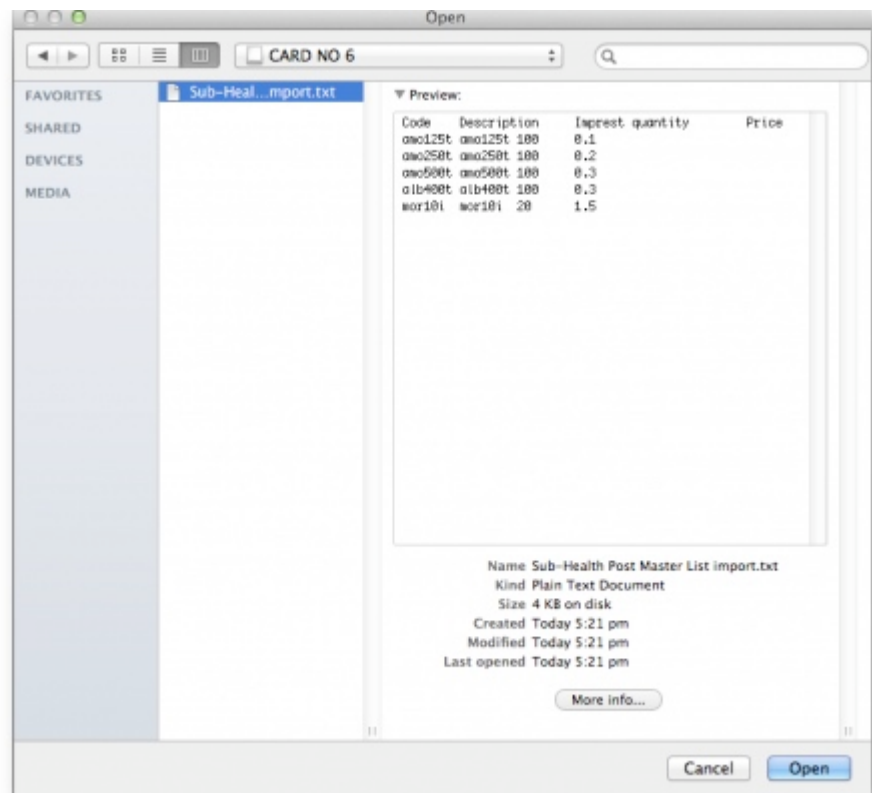 Open
CARD NO 6
FAVORITES
SHARED
DEVICES
MEDIA
Sub-Heal...mport.txt
Preview:
Code Description Imprest quantity Price
amo125t amo125t 100 0.1
amo250t amo250t 100 0.2
amo500t amo500t 100 0.3
alb400t alb400t 100 0.3
mor10i mor10i 20 1.5
Name Sub-Health Post Master List import.txt
Kind Plain Text Document
Size 4 KB on disk
Created Today 5:21 pm
Modified Today 5:21 pm
Last opened Today 5:21 pm
More info...
Cancel Open